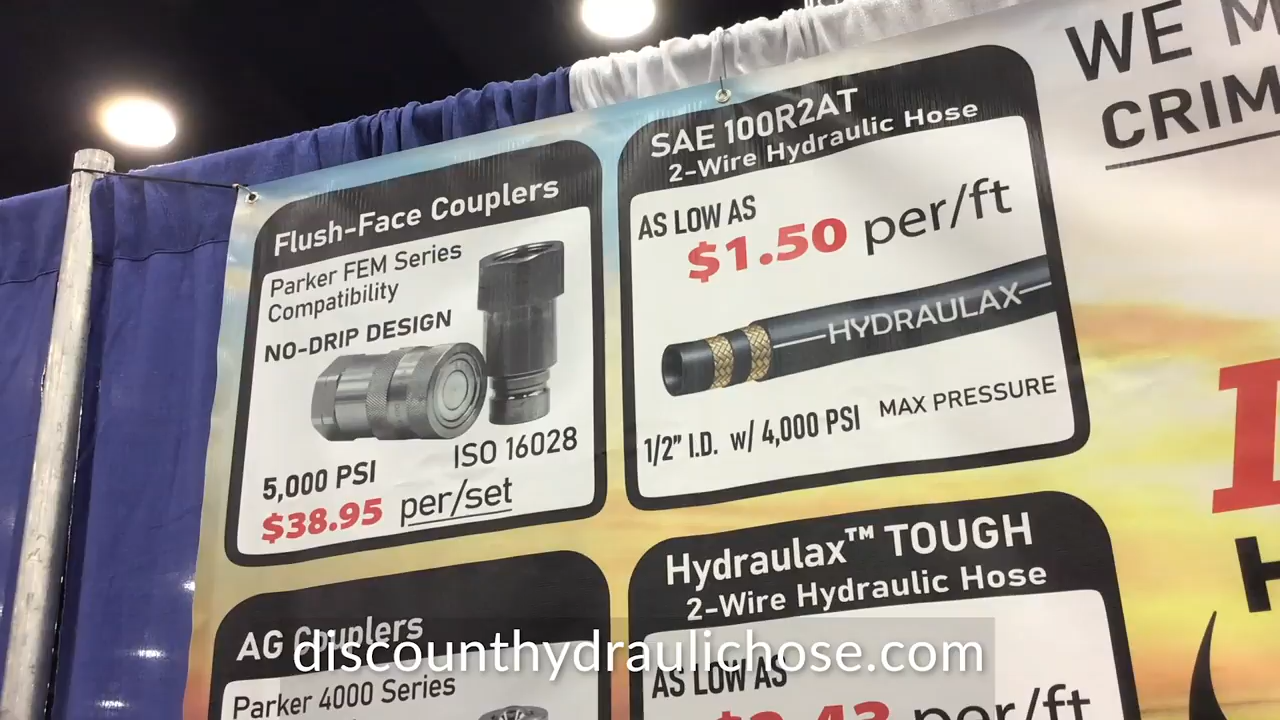 Flush-Face Couplers
Parker FEM Series
Compatibility
NO-DRIP DESIGN
ISO 16028
5,000 PSI
$38.95 per/set
SAE 100R2AT
2-Wire Hydraulic Hose
AS LOW AS
$1.50 per/ft
HYDRAULAX
1/2" I.D. w/ 4,000 PSI MAX PRESSURE
WE M
CRIM
AG Couplers
Parker 4000 Series
Hydraulax™ TOUGH
2-Wire Hydraulic Hose
AS LOW AS
$2.43 per/ft
discounthydraulichose.com